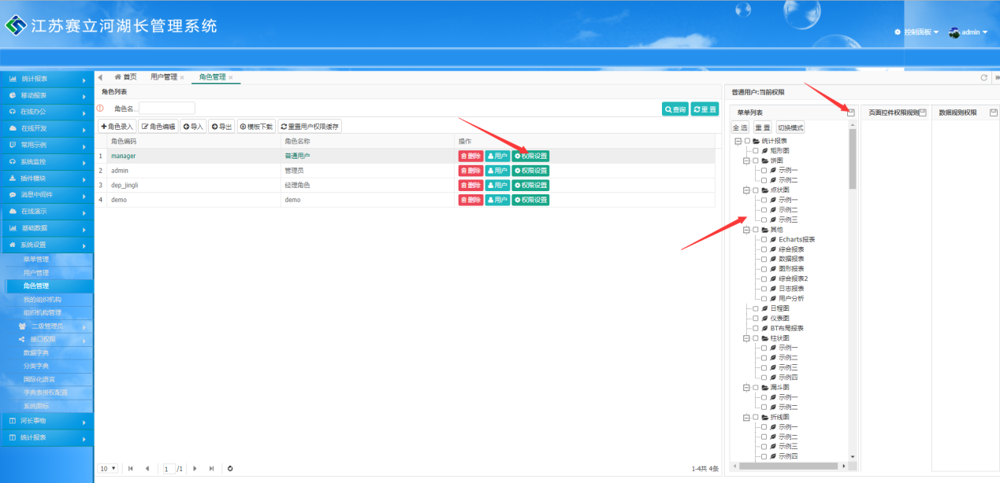 江苏赛立河湖长管理系统
控制面板 admin
统计报表
移动报表
在线办公
在线开发
常用示例
系统监控
插件模块
消息中间件
在线演示
基础数据
系统设置
菜单管理
用户管理
角色管理
我的组织机构
组织机构管理
二级管理员
接口权限
数据字典
分类字典
国际化语言
字典表授权配置
系统图标
河长事物
统计报表
首页 用户管理 角色管理
角色列表
角色名...
查询 重 置
角色录入 角色编辑 导入 导出 模板下载 重置用户权限缓存
角色编码 角色名称 操作
1 manager 普通用户 删除 用户 权限设置
2 admin 管理员 删除 用户 权限设置
3 dep_jingli 经理角色 删除 用户 权限设置
4 demo demo 删除 用户 权限设置
10 1 /1 1-4共 4条
普通用户:当前权限
菜单列表 页面控件权限规则 数据规则权限
全 选 重 置 切换模式
统计报表
矩形图
饼图
示例一
示例二
点状图
示例一
示例二
示例三
其他
Echarts报表
综合报表
数据报表
图形报表
综合报表2
日志报表
用户分析
日程图
仪表图
BT布局报表
柱状图
示例一
示例二
示例三
示例四
漏斗图
示例一
示例二
折线图
示例一
示例二
示例三
示例四